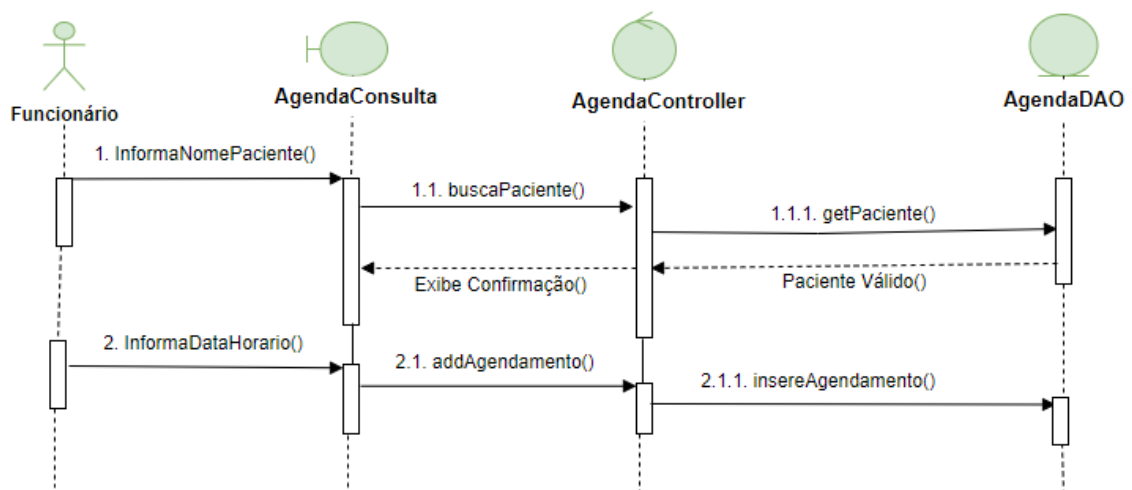 Funcionário
AgendaConsulta
AgendaController
AgendaDAO
1. InformaNomePaciente()
1.1. buscaPaciente()
1.1.1. getPaciente()
Exibe Confirmação()
Paciente Válido()
2. InformaDataHorario()
2.1. addAgendamento()
2.1.1. insereAgendamento()